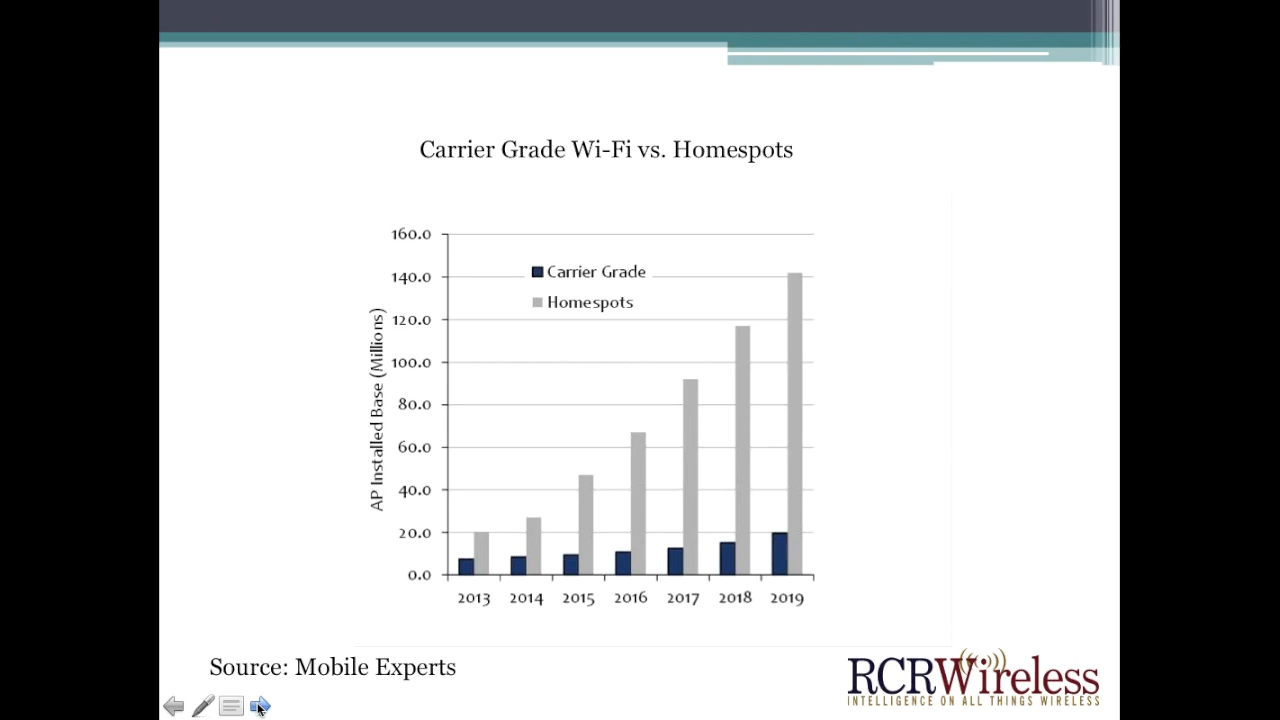 Carrier Grade Wi-Fi vs. Homespots
AP Installed Base (Millions)
160.0
140.0
120.0
100.0
80.0
60.0
40.0
20.0
0.0
Carrier Grade
Homespots
2013 2014 2015 2016 2017 2018 2019
Source: Mobile Experts
RCRWireless
INTELLIGENCE ON ALL THINGS WIRELESS